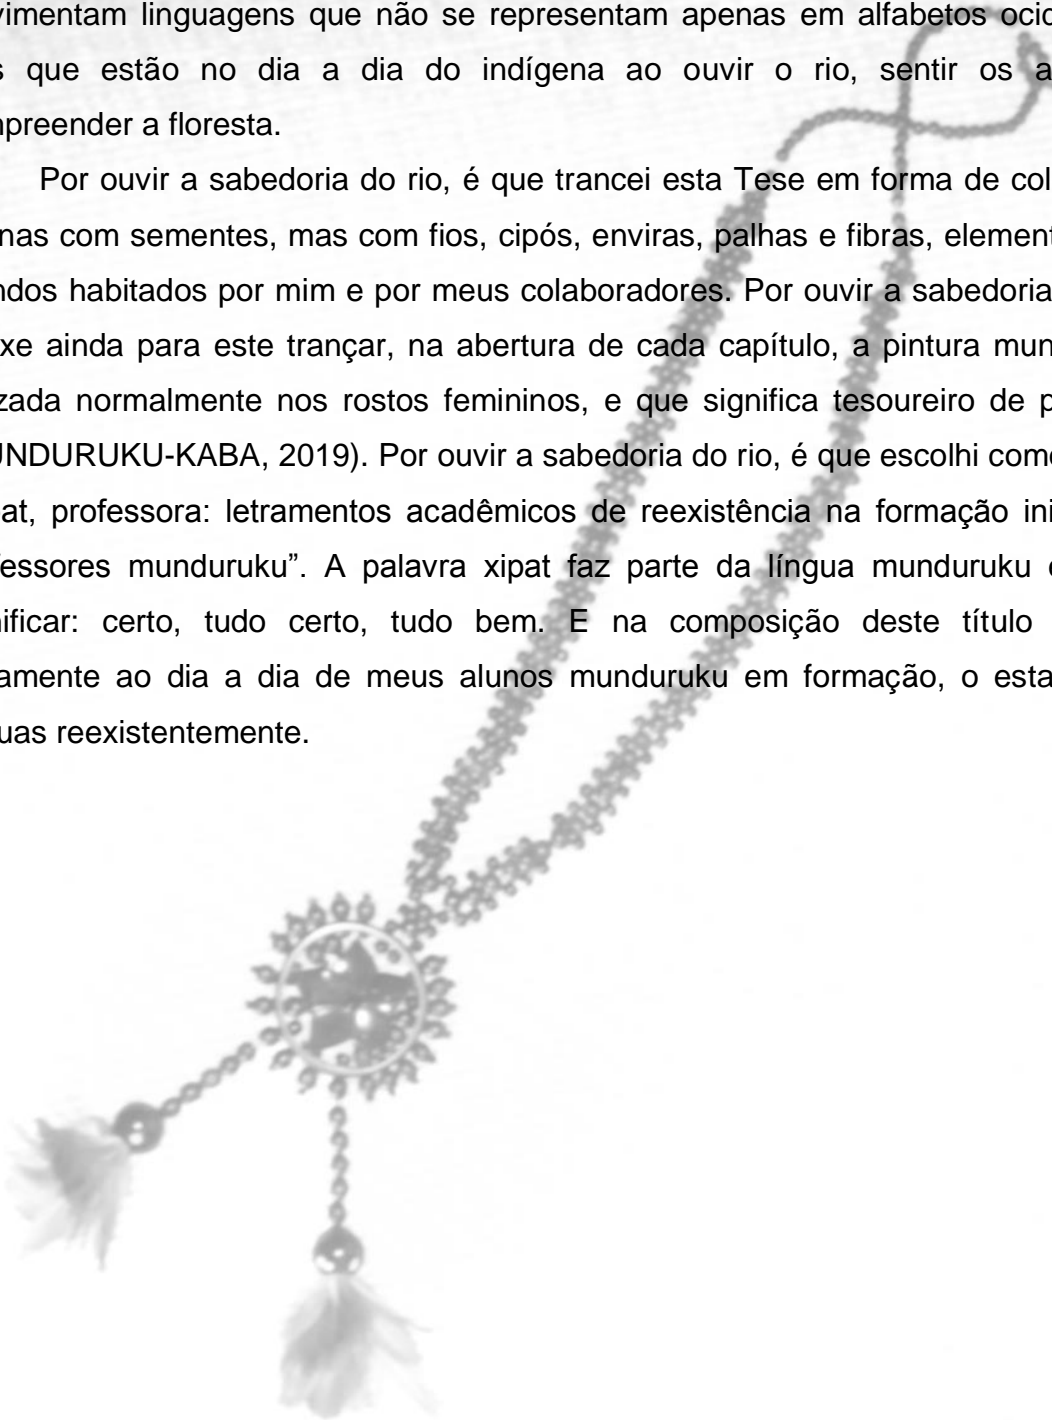 vimentam linguagens que não se representam apenas em alfabetos ocid
s que estão no dia a dia do indígena ao ouvir o rio, sentir os a
preender a floresta.
Por ouvir a sabedoria do rio, é que trancei esta Tese em forma de col
nas com sementes, mas com fios, cipós, enviras, palhas e fibras, element
ndos habitados por mim e por meus colaboradores. Por ouvir a sabedoria
xe ainda para este trançar, na abertura de cada capítulo, a pintura mun
zada normalmente nos rostos femininos, e que significa tesoureiro de p
UNDURUKU-KABA, 2019). Por ouvir a sabedoria do rio, é que escolhi come
at, professora: letramentos acadêmicos de reexistência na formação ini
essores munduruku”. A palavra xipat faz parte da língua munduruku e
nificar: certo, tudo certo, tudo bem. E na composição deste título
amente ao dia a dia de meus alunos munduruku em formação, o esta
uas reexistentemente.